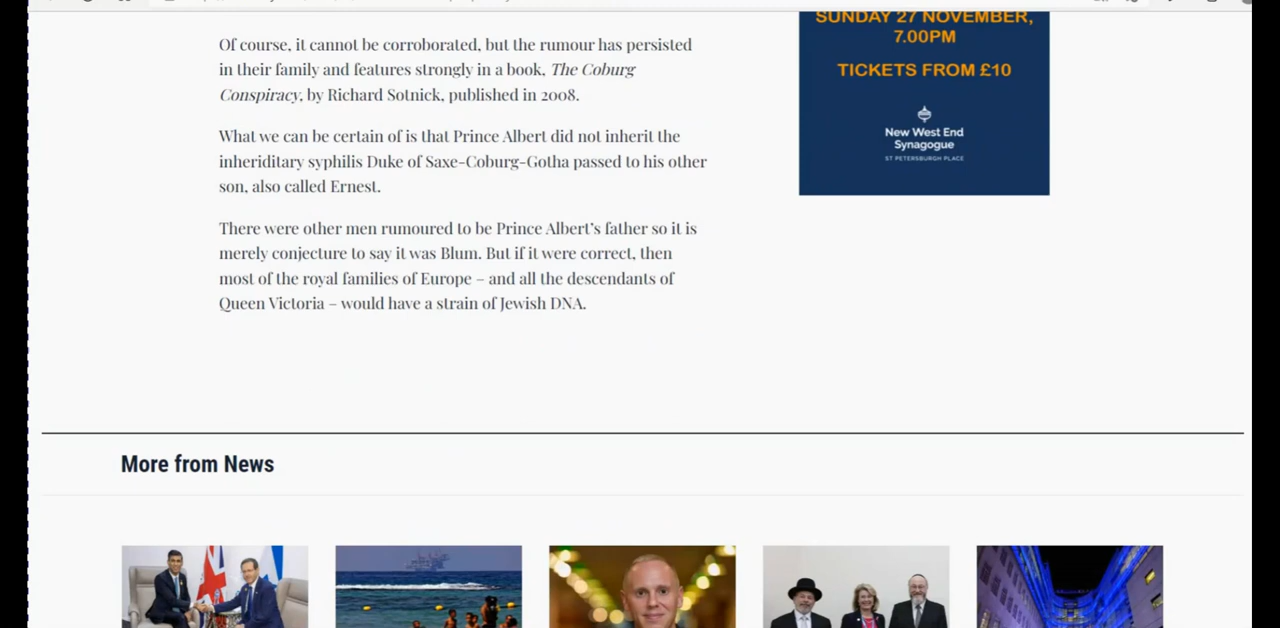 Of course, it cannot be corroborated, but the rumour has persisted
in their family and features strongly in a book, The Coburg
Conspiracy, by Richard Sotnick, published in 2008.
What we can be certain of is that Prince Albert did not inherit the
inheriditary syphilis Duke of Saxe-Coburg-Gotha passed to his other
son, also called Ernest.
There were other men rumoured to be Prince Albert's father so it is
merely conjecture to say it was Blum. But if it were correct, then
most of the royal families of Europe – and all the descendants of
Queen Victoria – would have a strain of Jewish DNA.
SUNDAY 27 NOVEMBER,
7.00PM
TICKETS FROM £10
New West End
Synagogue
ST PETERSBURGH PLACE
More from News